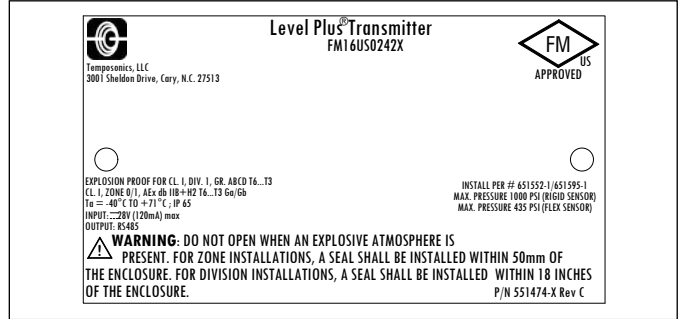 Level Plus® Transmitter
FM16US0242X
FM
US
APPROVED
Temposonics, LLC
3001 Sheldon Drive, Cary, N.C. 27513
EXPLOSION PROOF FOR CL. I, DIV. 1, GR. ABCD T6...T3
CL. I, ZONE 0/1, AEx db IIB+H2 T6...T3 Ga/Gb
Ta = -40°C TO +71°C ; IP 65
INPUT: ⎓28V (120mA) max
OUTPUT: RS485
INSTALL PER # 651552-1/651595-1
MAX. PRESSURE 1000 PSI (RIGID SENSOR)
MAX. PRESSURE 435 PSI (FLEX SENSOR)
WARNING: DO NOT OPEN WHEN AN EXPLOSIVE ATMOSPHERE IS
PRESENT. FOR ZONE INSTALLATIONS, A SEAL SHALL BE INSTALLED WITHIN 50mm OF
THE ENCLOSURE. FOR DIVISION INSTALLATIONS, A SEAL SHALL BE INSTALLED WITHIN 18 INCHES
OF THE ENCLOSURE.
P/N 551474-X Rev C